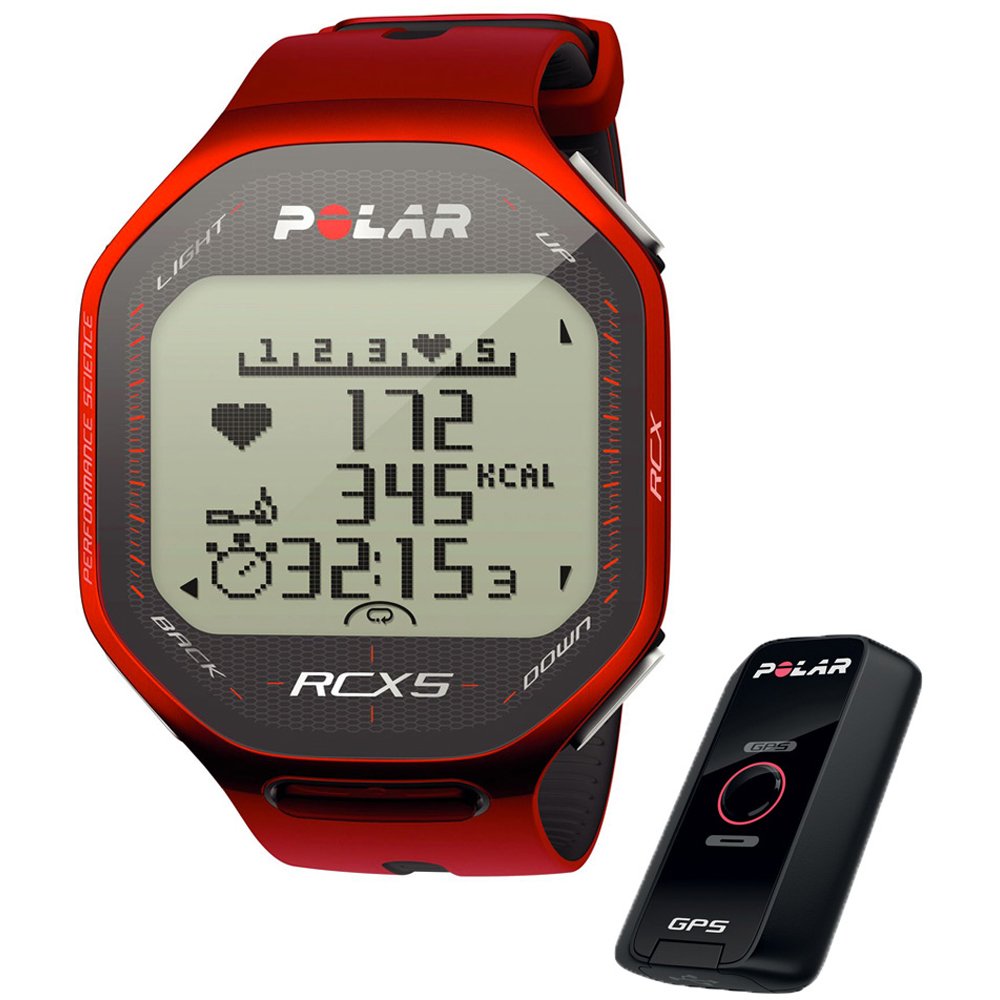 POLAR
LIGHT
UP
PERFORMANCE SCIENCE
RCX
1 2 3 5
172
345 KCAL
32:15 3
BACK
DOWN
RCX5
POLAR
GPS
GPS